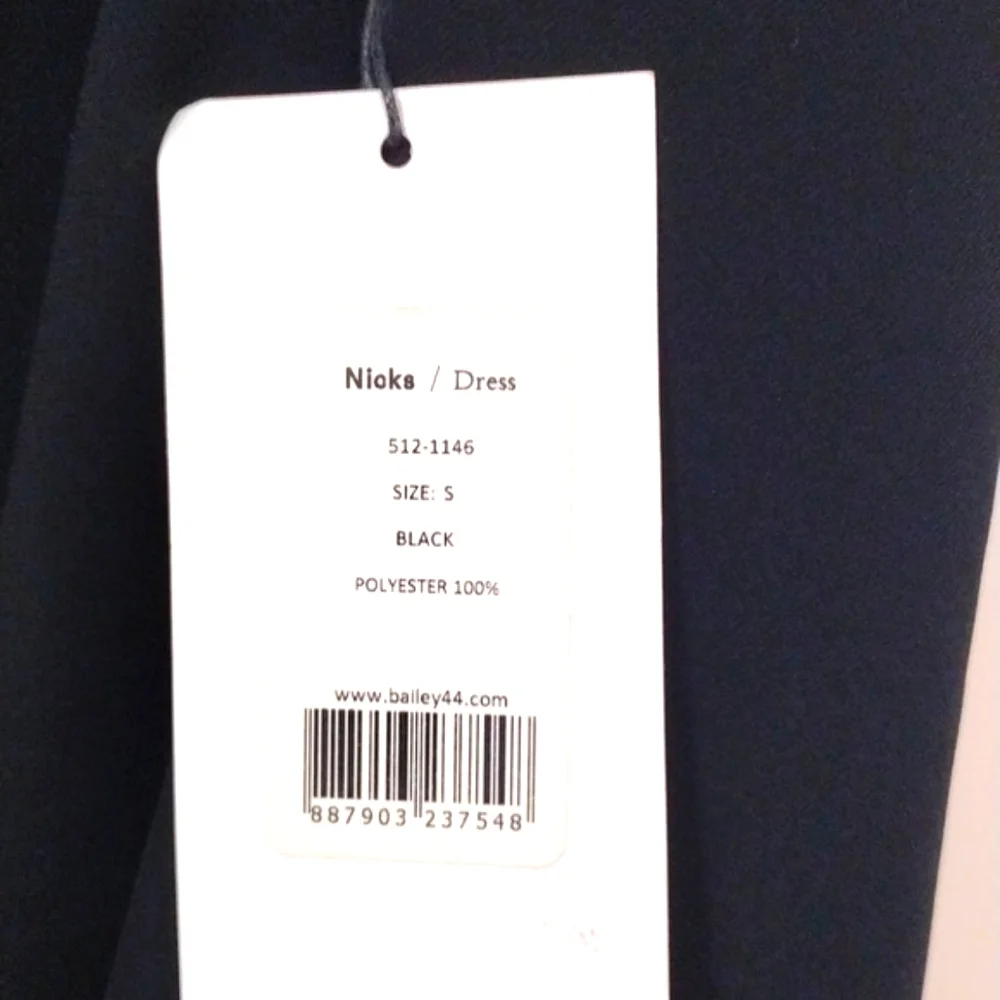 Nicks / Dress
512-1146
SIZE: S
BLACK
POLYESTER 100%
www.bailey44.com
887903 237548